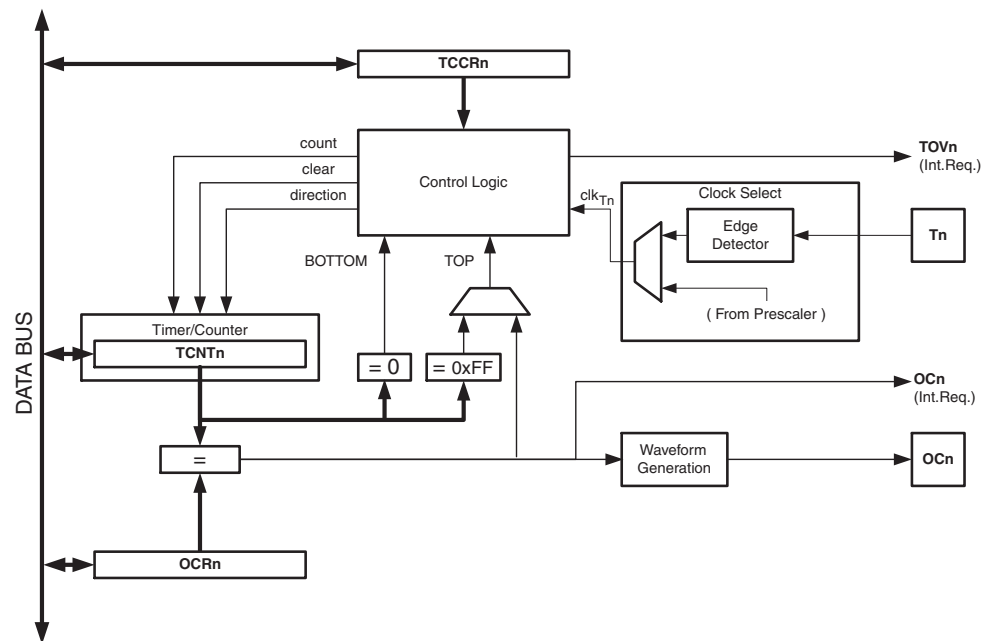 TCCRn
count
clear
direction
Control Logic
TOVn
(Int.Req.)
clkTn
Clock Select
Edge
Detector
Tn
( From Prescaler )
BOTTOM
TOP
Timer/Counter
TCNTn
DATA BUS
= 0
= 0xFF
OCn
(Int.Req.)
=
Waveform
Generation
OCn
OCRn